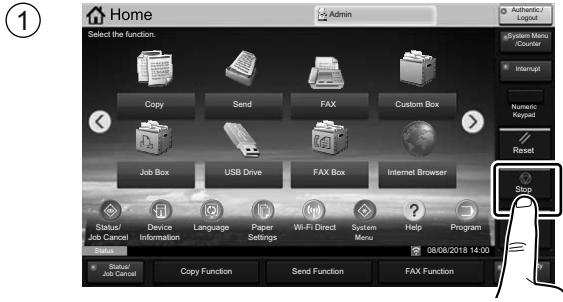 1
Home
Admin
Authentic./
Logout
Select the function.
System Menu
/Counter
Interrupt
Copy
Send
FAX
Custom Box
Numeric
Keypad
Reset
Job Box
USB Drive
FAX Box
Internet Browser
Stop
Status/
Job Cancel
Device
Information
Language
Paper
Settings
Wi-Fi Direct
System
Menu
Help
Program
Status
08/08/2018 14:00
Status/
Job Cancel
Copy Function
Send Function
FAX Function